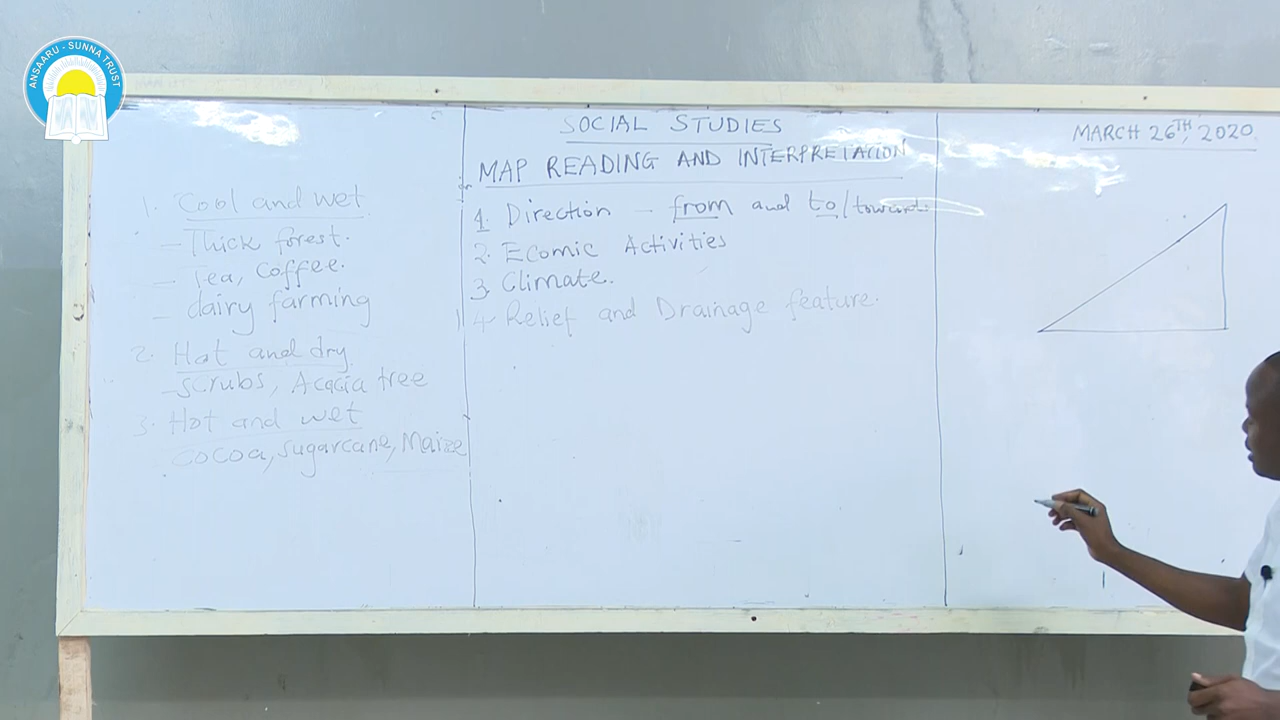 ANSAARU - SUNNA TRUST
1. Cool and wet
- Thick forest.
- Tea, Coffee.
- dairy farming
2. Hot and dry
- scrubs, Acacia tree
3. Hot and wet
cocoa, sugarcane, Maize
SOCIAL STUDIES
MAP READING AND INTERPRETATION
1. Direction - from and to/towards
2. Ecomic Activities
3. Climate.
4. Relief and Drainage feature.
MARCH 26TH, 2020